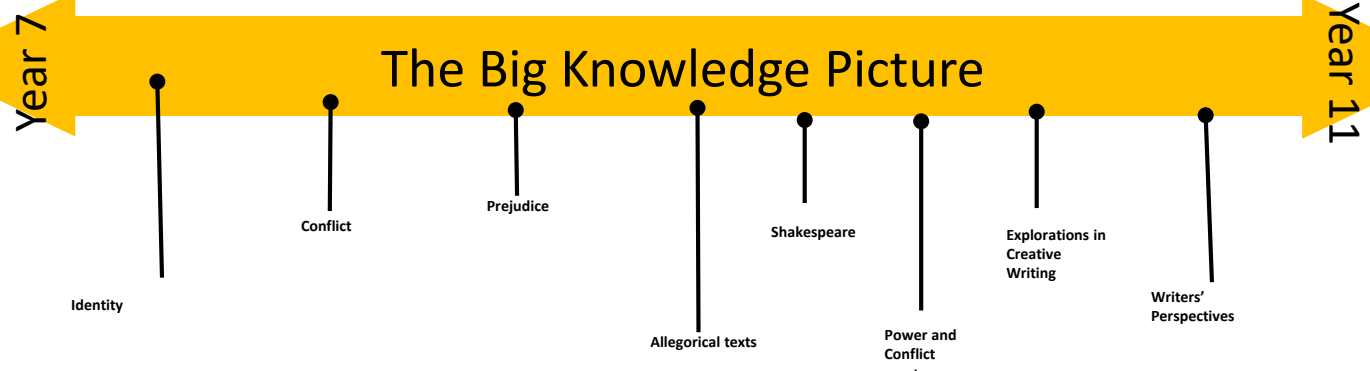 Year 7
The Big Knowledge Picture
Year 11
Identity
Conflict
Prejudice
Allegorical texts
Shakespeare
Power and
Conflict
Explorations in
Creative
Writing
Writers’
Perspectives